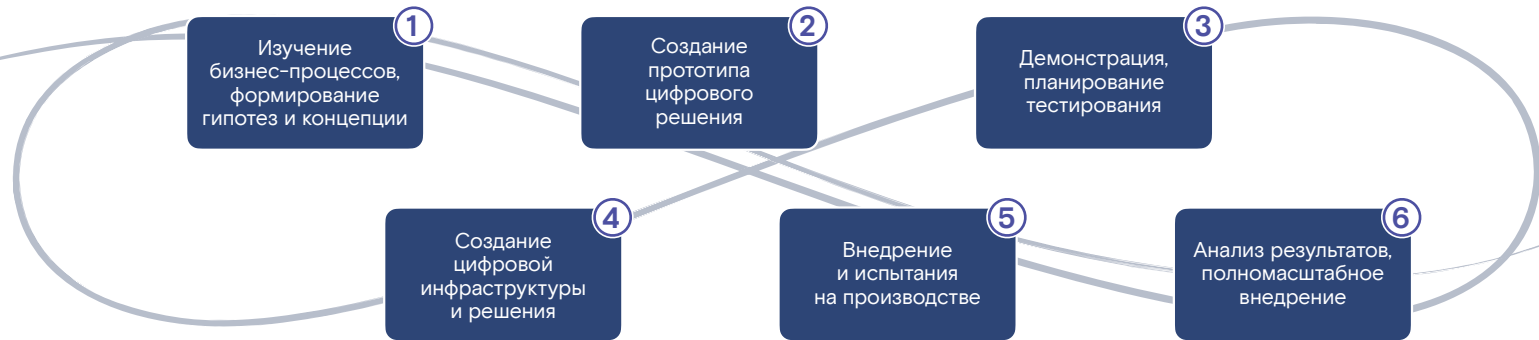 1
Изучение
бизнес-процессов,
формирование
гипотез и концепции
2
Создание
прототипа
цифрового
решения
3
Демонстрация,
планирование
тестирования
4
Создание
цифровой
инфраструктуры
и решения
5
Внедрение
и испытания
на производстве
6
Анализ результатов,
полномасштабное
внедрение